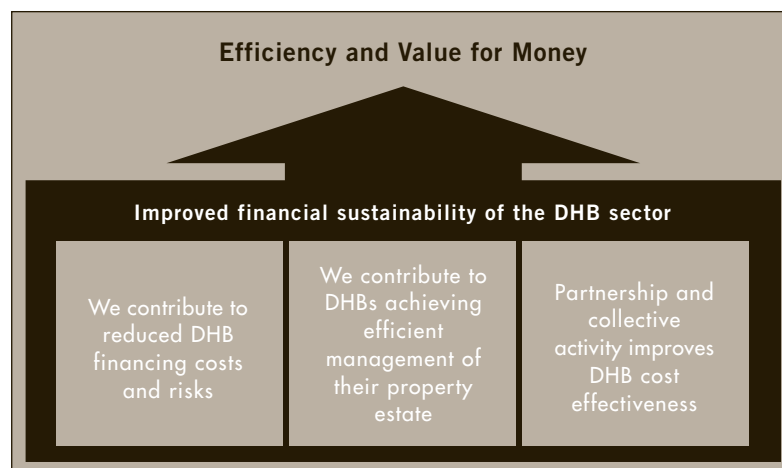 Efficiency and Value for Money
Improved financial sustainability of the DHB sector
We contribute to
reduced DHB
financing costs
and risks
We contribute to
DHBs achieving
efficient
management of
their property
estate
Partnership and
collective
activity improves
DHB cost
effectiveness